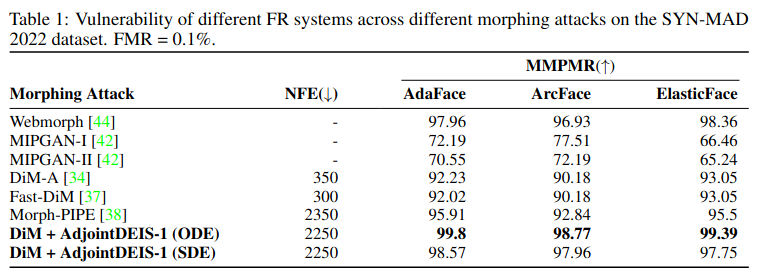 Table 1: Vulnerability of different FR systems across different morphing attacks on the SYN-MAD
2022 dataset. FMR = 0.1%.
MMPMR(↑)
Morphing Attack NFE(↓) AdaFace ArcFace ElasticFace
Webmorph [44] - 97.96 96.93 98.36
MIPGAN-I [42] - 72.19 77.51 66.46
MIPGAN-II [42] - 70.55 72.19 65.24
DiM-A [34] 350 92.23 90.18 93.05
Fast-DiM [37] 300 92.02 90.18 93.05
Morph-PIPE [38] 2350 95.91 92.84 95.5
DiM + AdjointDEIS-1 (ODE) 2250 99.8 98.77 99.39
DiM + AdjointDEIS-1 (SDE) 2250 98.57 97.96 97.75